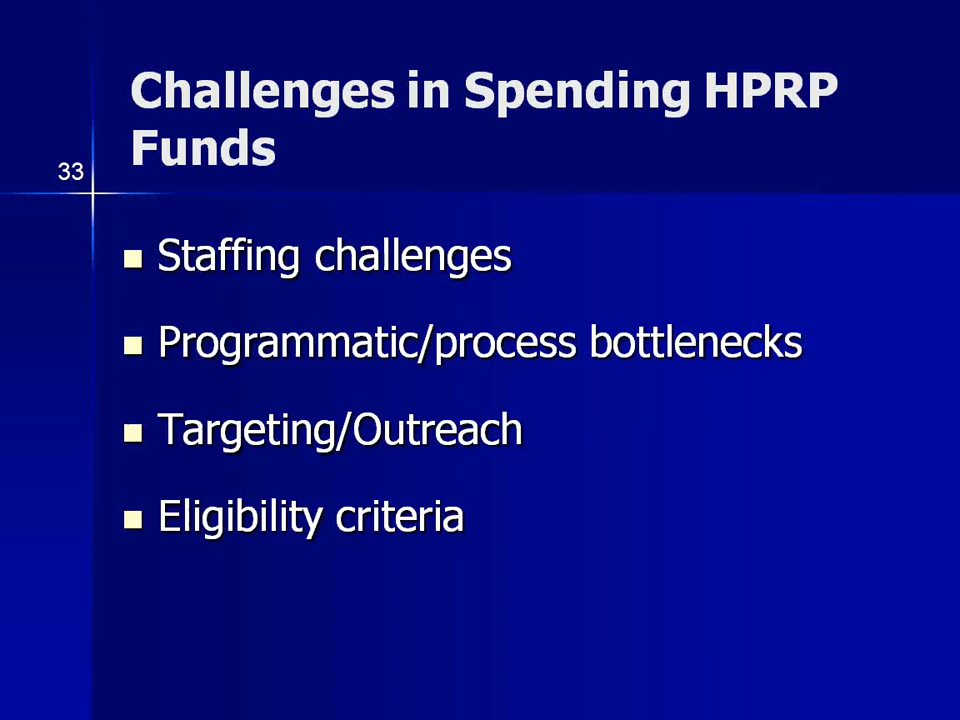 Challenges in Spending HPRP
Funds
33
Staffing challenges
Programmatic/process bottlenecks
Targeting/Outreach
Eligibility criteria